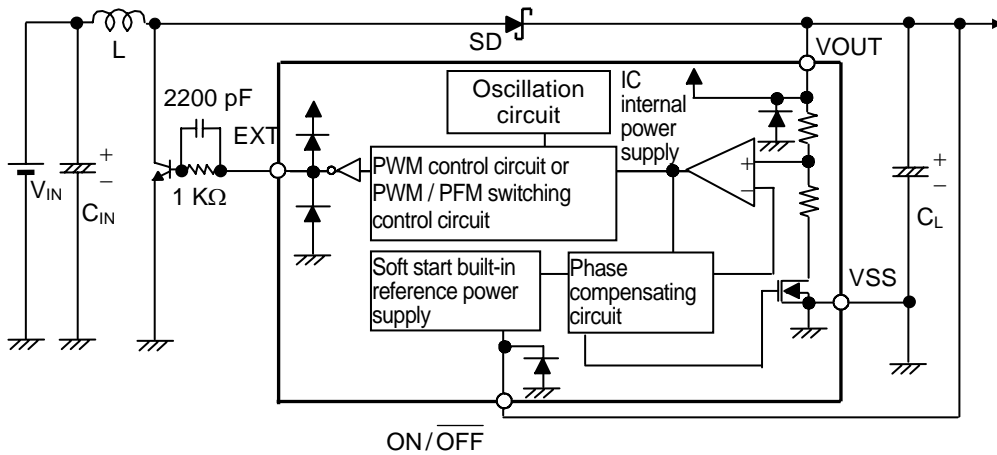 L
SD
VOUT
2200 pF
EXT
Oscillation
circuit
IC
internal
power
supply
+
−
1 KΩ
PWM control circuit or
PWM / PFM switching
control circuit
+
−
VIN
+
−
CIN
+
−
CL
Soft start built-in
reference power
supply
Phase
compensating
circuit
VSS
ON / OFF